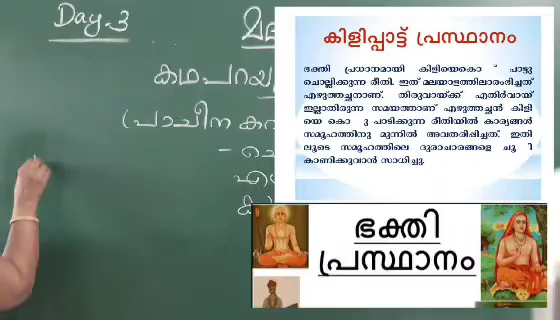 Day-3
കഥപറയ
(പ്രാചീന
കിളിപ്പാട്ട് പ്രസ്ഥാനം
ഭക്തി പ്രധാനമായി കിളിയെകൊ ് പാട്ടു
ചൊല്ലിക്കുന്ന രീതി. ഇത് മലയാളത്തിലാരംഭിച്ചത്
എഴുത്തച്ഛനാണ്. തിരുവായ്ക്ക് എതിർവായ്
ഇല്ലാതിരുന്ന സമയത്താണ് എഴുത്തച്ഛൻ കിളി
യെ കൊ ു പാടിക്കുന്ന രീതിയിൽ കാര്യങ്ങൾ
സമൂഹത്തിനു മുന്നിൽ അവതരിപ്പിച്ചത്. ഇതി
ലൂടെ സമൂഹത്തിലെ ദുരാചാരങ്ങളെ ചൂ ി
കാണിക്കുവാൻ സാധിച്ചു.
ഭക്തി
പ്രസ്ഥാനം